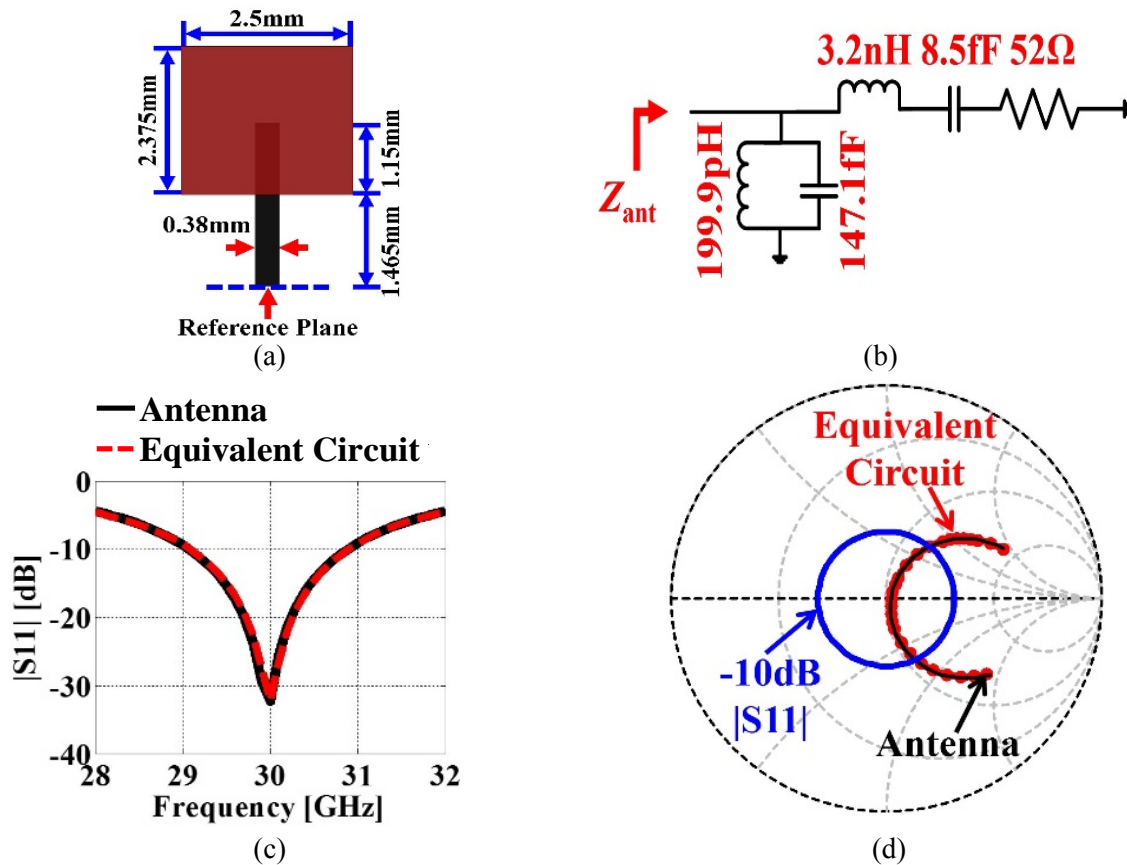 2.5mm
2.375mm
1.15mm
0.38mm
1.465mm
Reference Plane
(a)
3.2nH 8.5fF 52Ω
Zant
199.9pH
147.1fF
(b)
Antenna
Equivalent Circuit
|S11| [dB]
0
-10
-20
-30
-40
28 29 30 31 32
Frequency [GHz]
(c)
Equivalent
Circuit
-10dB
|S11|
Antenna
(d)